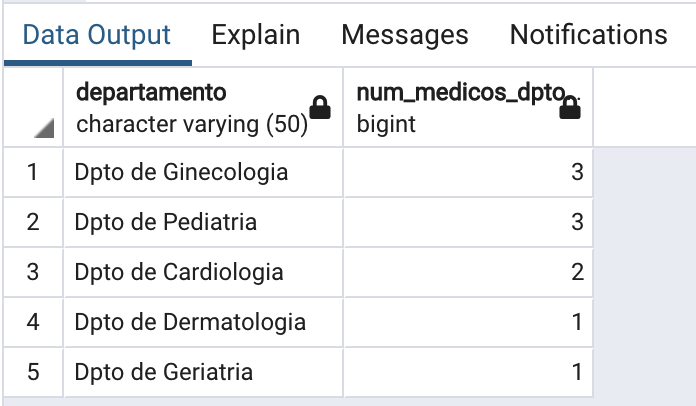 Data Output Explain Messages Notifications
departamento num_medicos_dpto
character varying (50) bigint
1 Dpto de Ginecologia 3
2 Dpto de Pediatria 3
3 Dpto de Cardiologia 2
4 Dpto de Dermatologia 1
5 Dpto de Geriatria 1